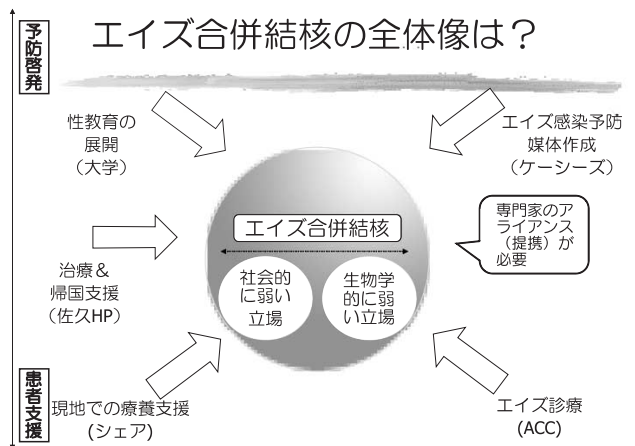 エイズ合併結核の全体像は？
予防啓発
性教育の
展開
（大学）
エイズ感染予防
媒体作成
（ケーシーズ）
エイズ合併結核
専門家のア
ライアンス
（提携）が
必要
社会的
に弱い
立場
生物学
的に弱
い立場
治療＆
帰国支援
（佐久HP）
患者支援
現地での療養支援
(シェア)
エイズ診療
(ACC)